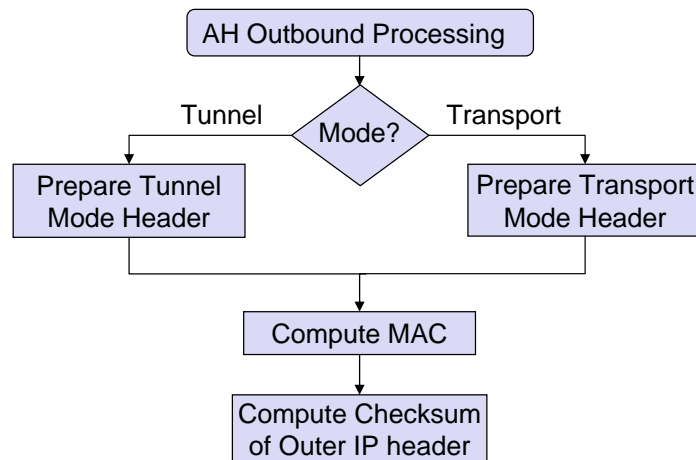 AH Outbound Processing
Tunnel
Mode?
Transport
Prepare Tunnel
Mode Header
Prepare Transport
Mode Header
Compute MAC
Compute Checksum
of Outer IP header